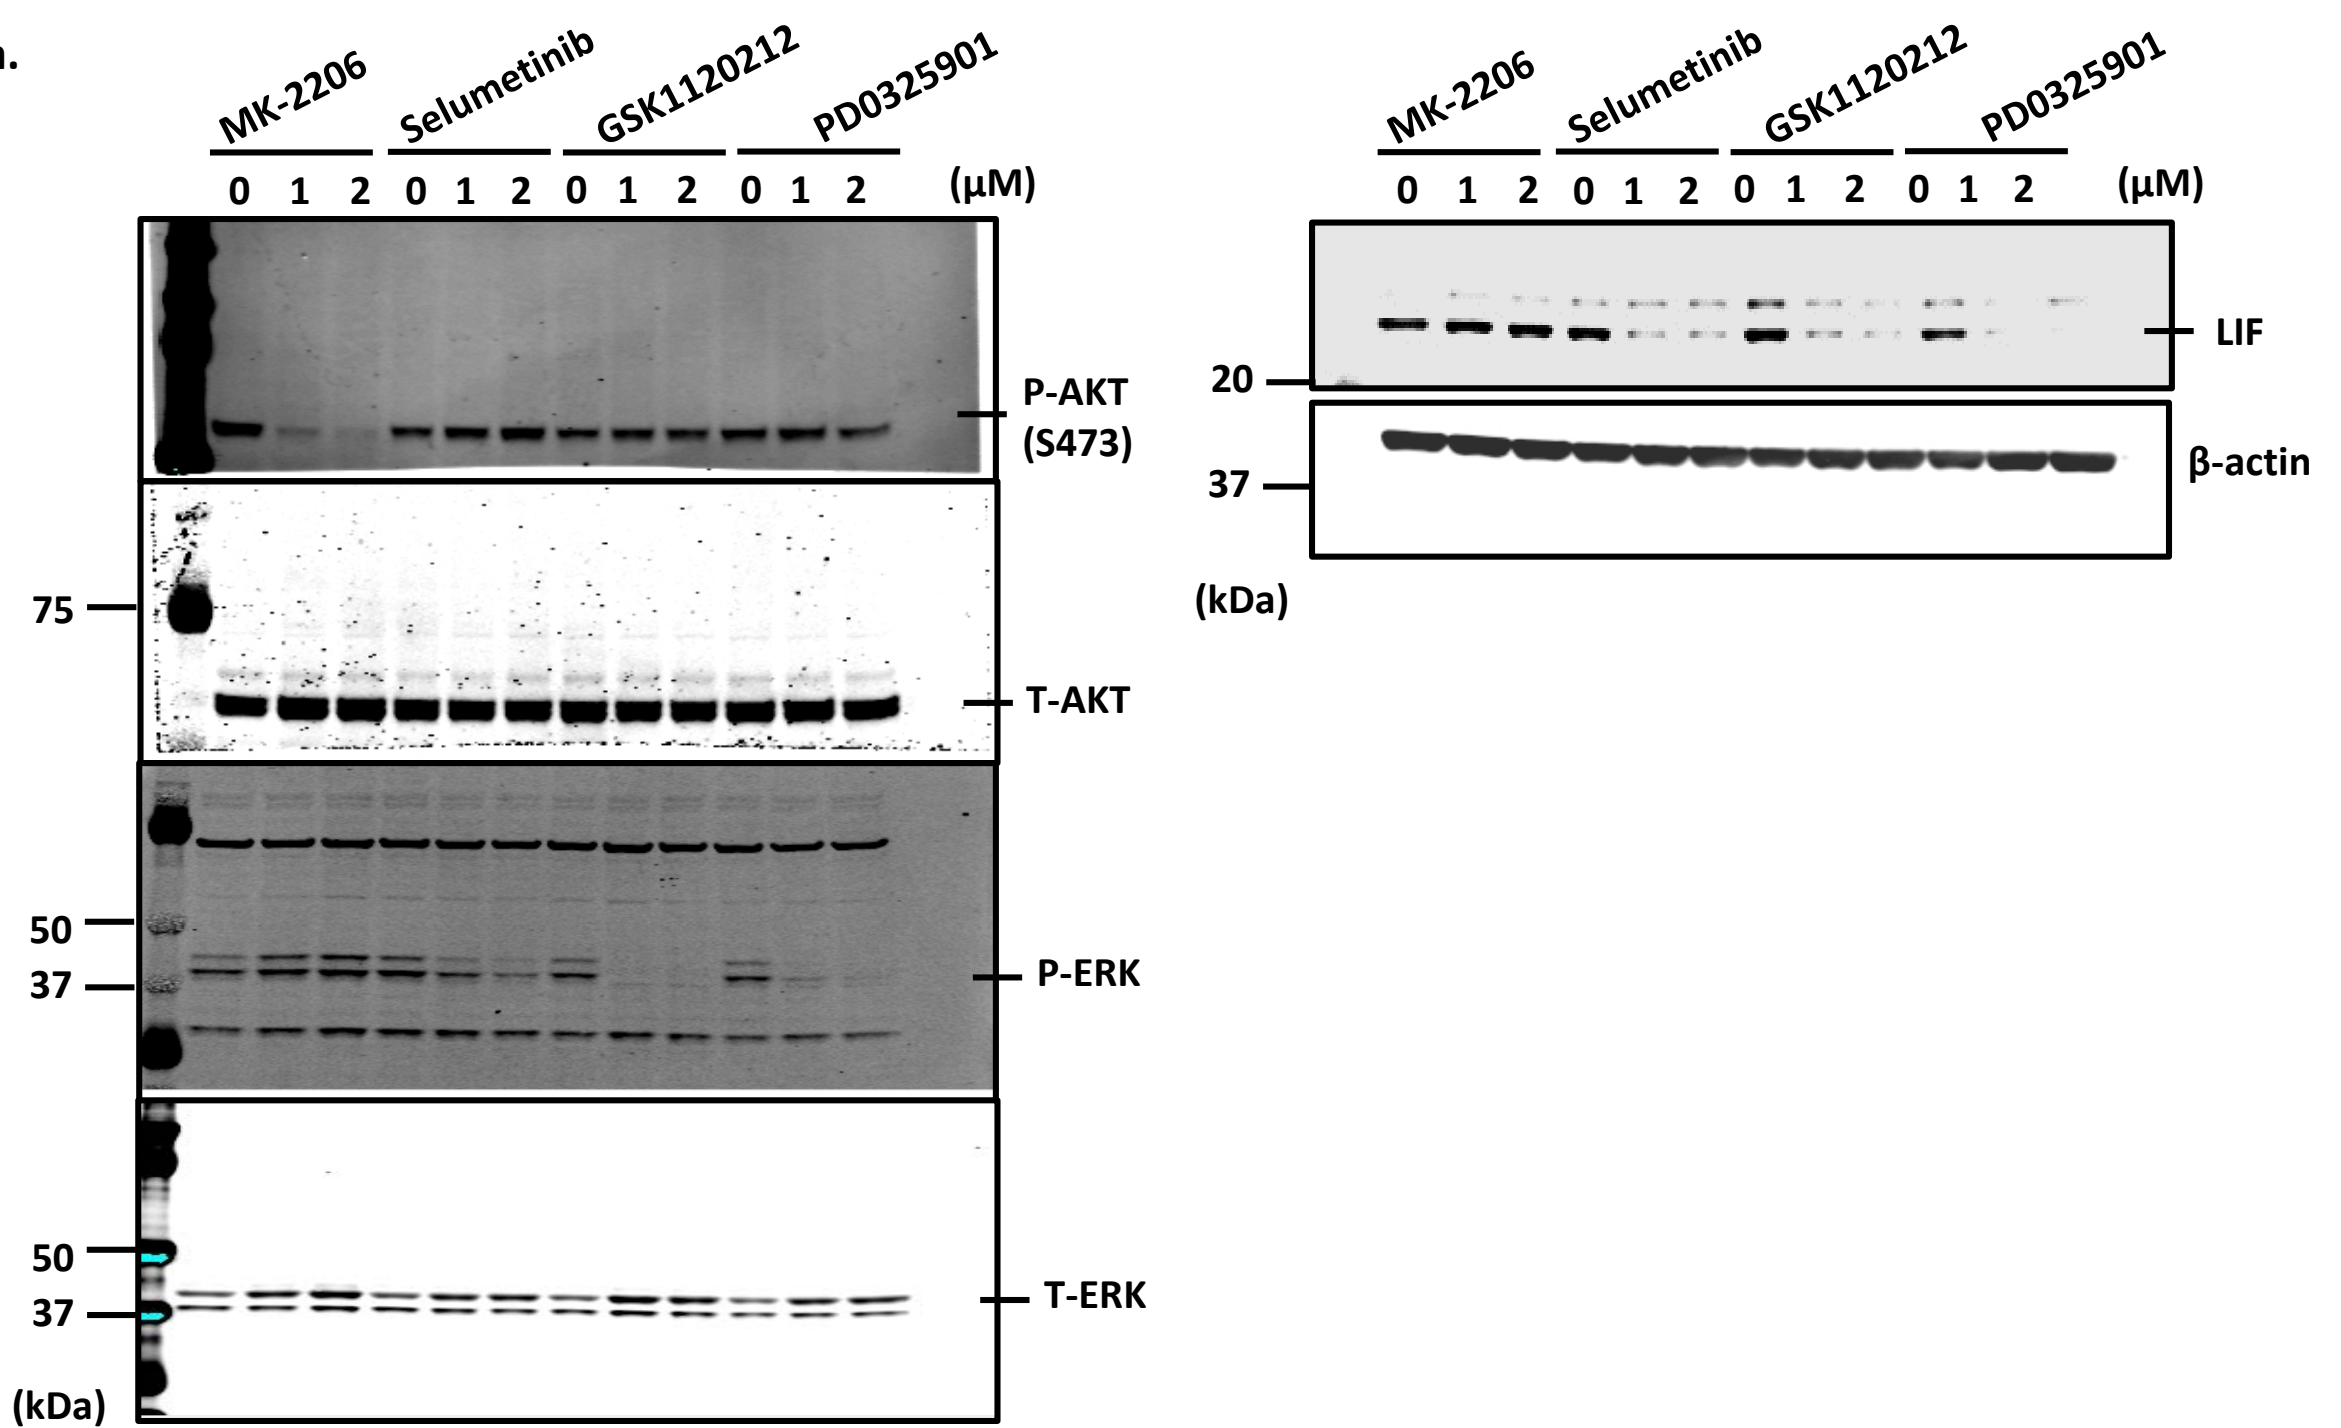 MK-2206 Selumetinib GSK1120212 PD0325901
0 1 2 0 1 2 0 1 2 0 1 2 (µM)
P-AKT
(S473)
75
T-AKT
50
37
P-ERK
50
37
T-ERK
(kDa)
MK-2206 Selumetinib GSK1120212 PD0325901
0 1 2 0 1 2 0 1 2 0 1 2 (µM)
LIF
20
β-actin
37
(kDa)